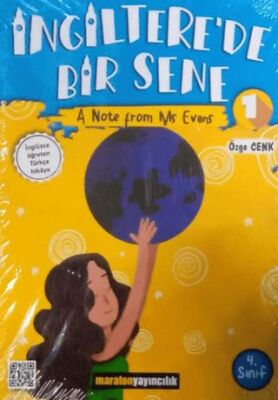 İNGİLTERE'DE
BİR SENE
1
A Note from Ms Evans
Özge CENK
İngilizce
öğreten
Türkçe
hikâye
4.
Sınıf
maratonyayıncılık